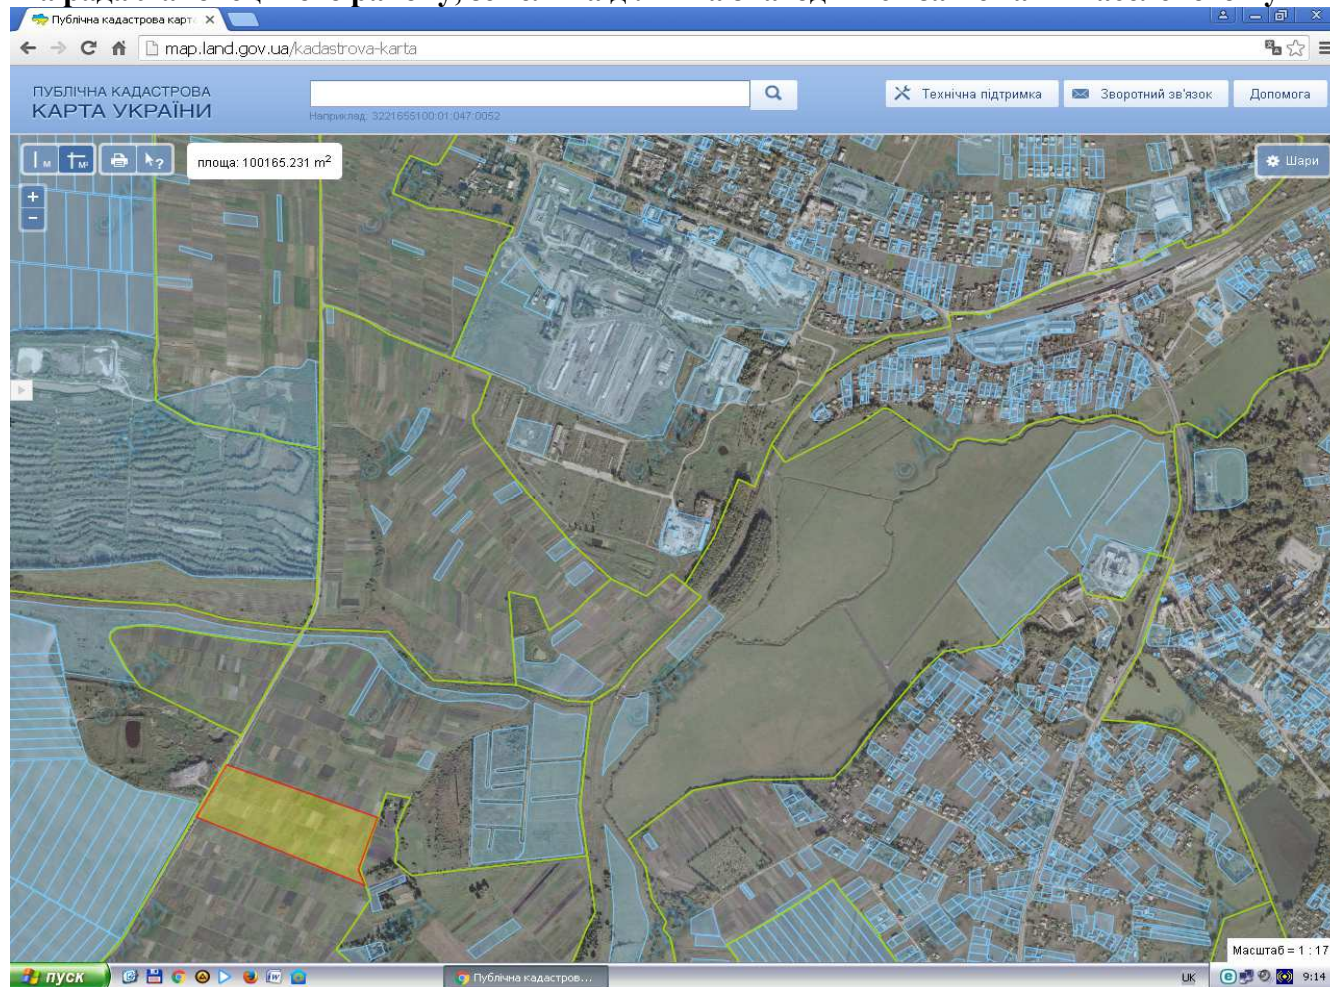 Публічна кадастрова карт
map.land.gov.ua/kadastrova-karta
ПУБЛІЧНА КАДАСТРОВА
КАРТА УКРАЇНИ
Технічна підтримка
Зворотний зв'язок
Допомога
Наприклад: 3221655100:01:047:0052
площа: 100165.231 m²
Шари
Масштаб = 1 : 17
пуск
Публічна кадастров...
UK
9:14